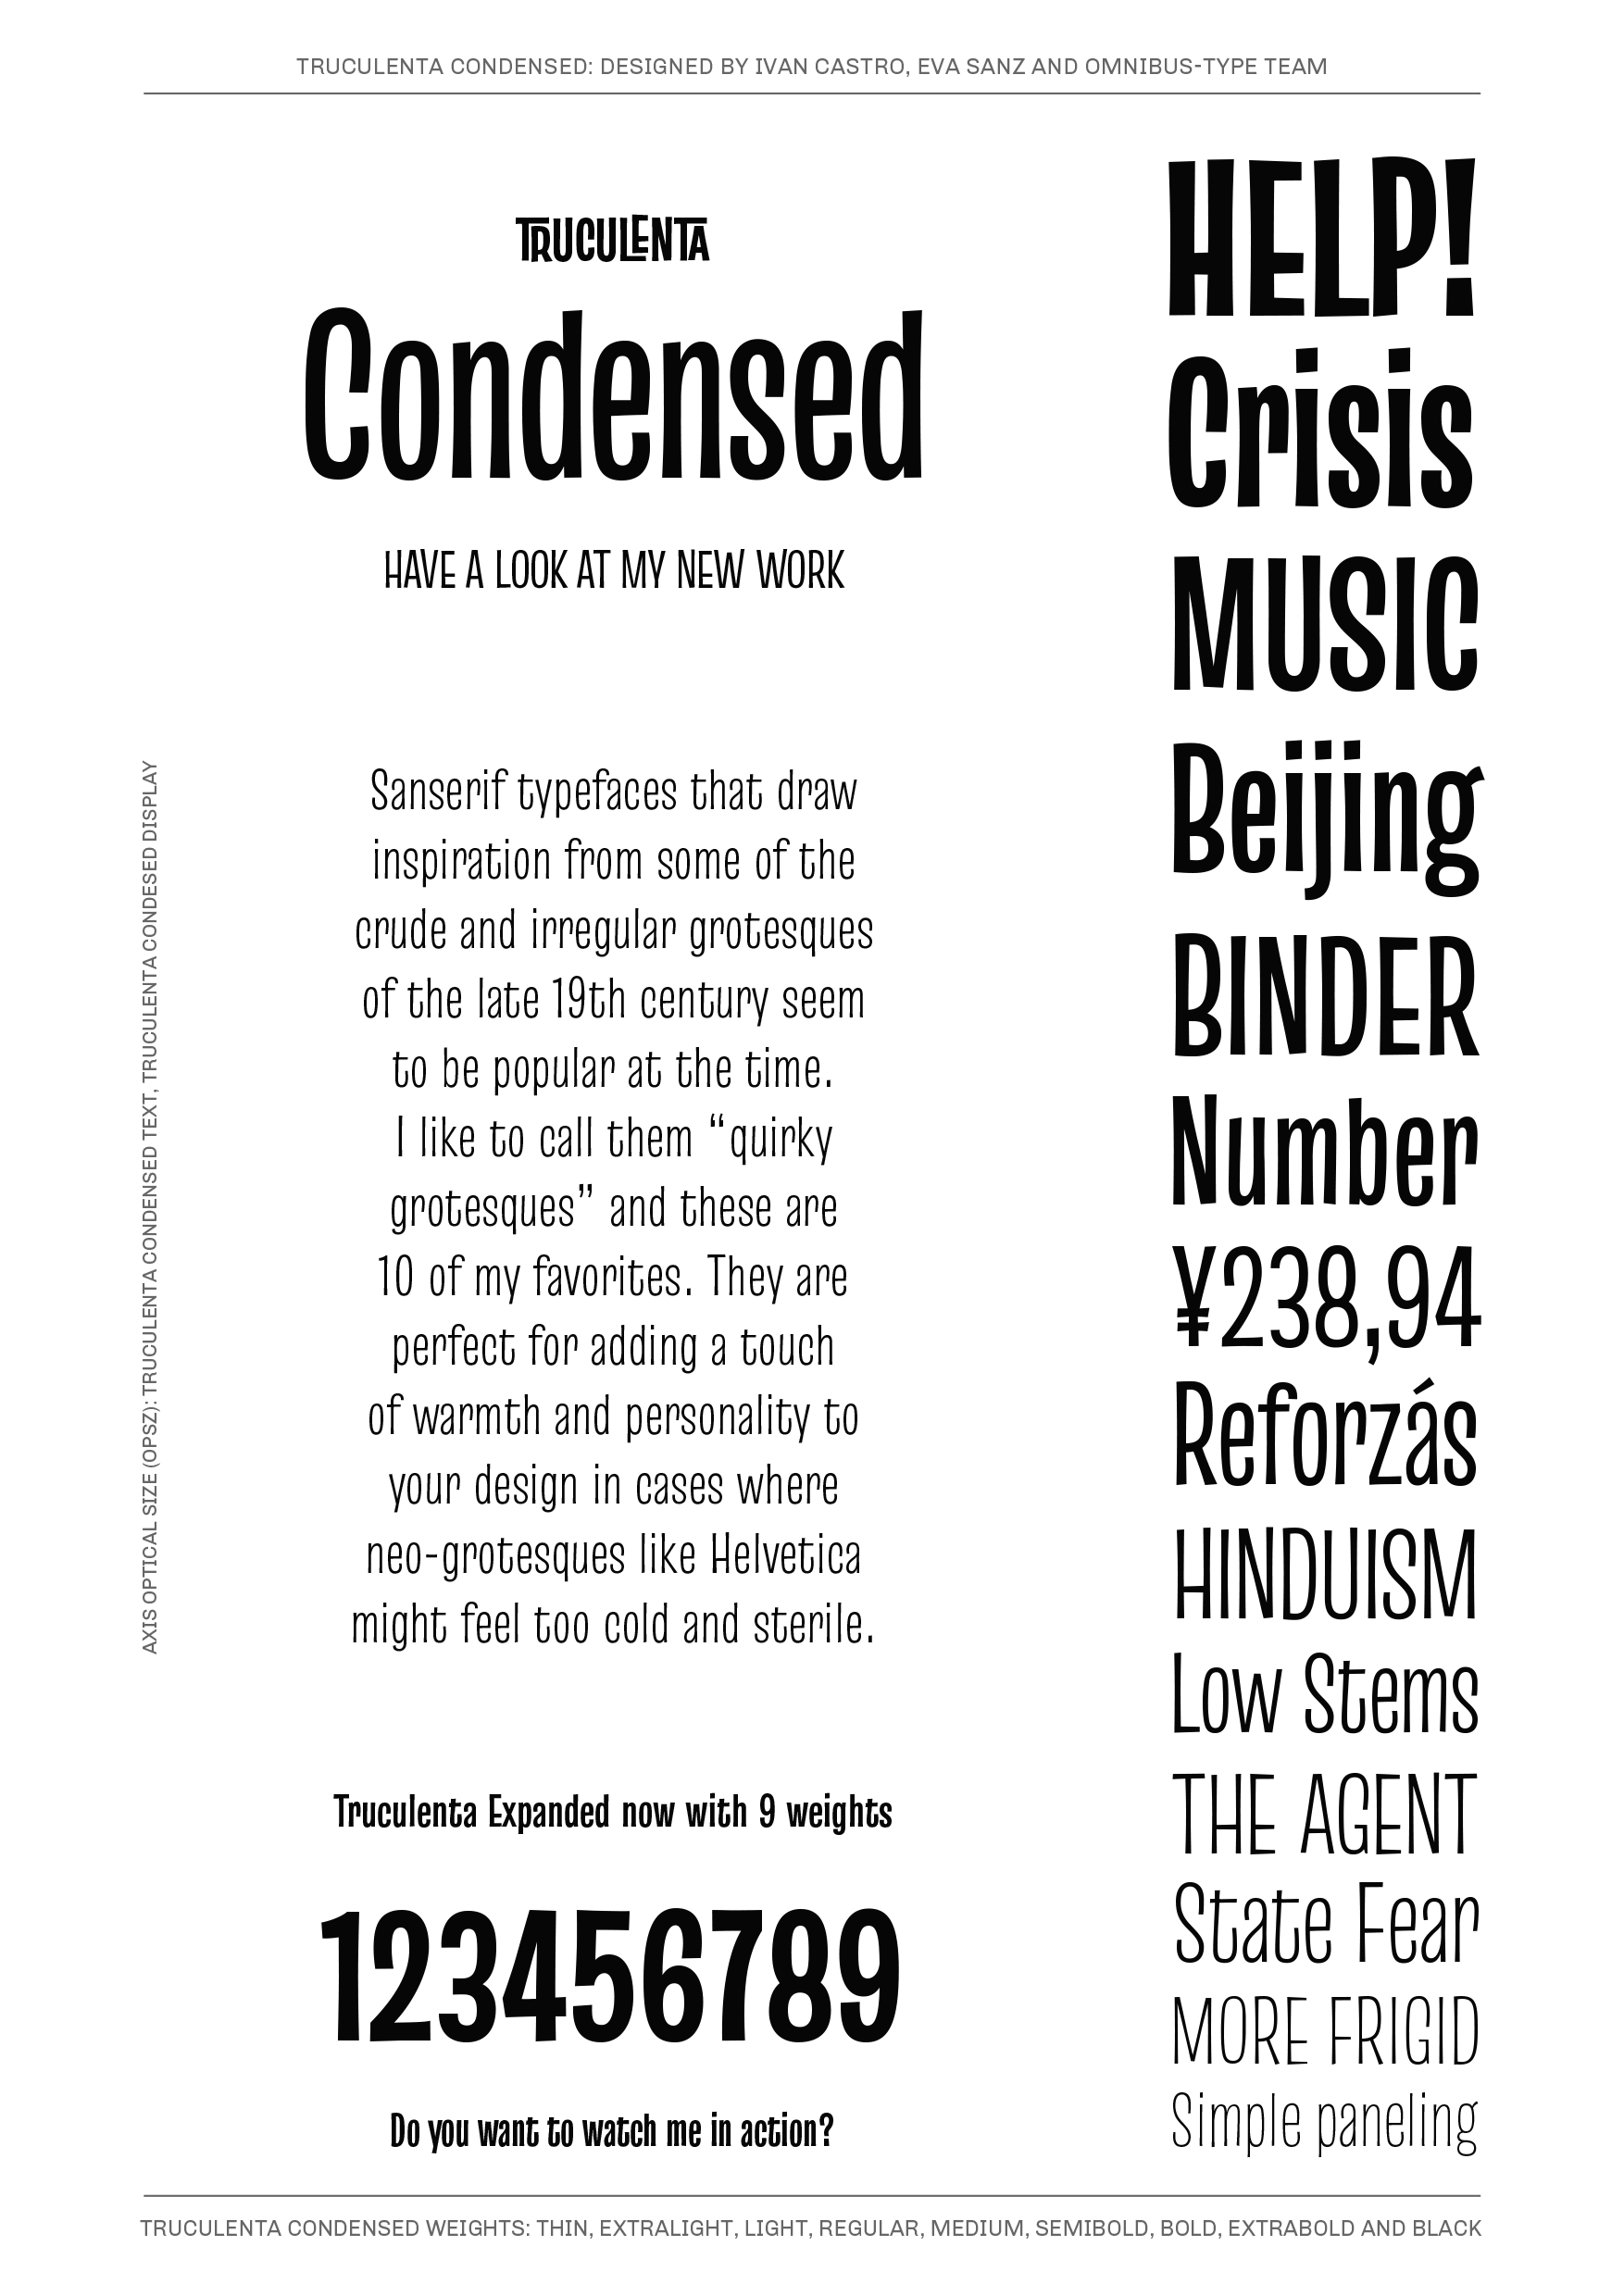 TRUCULENTA CONDENSED: DESIGNED BY IVAN CASTRO, EVA SANZ AND OMNIBUS-TYPE TEAM
TRUCULENTA
Condensed
HAVE A LOOK AT MY NEW WORK
Sanserif typefaces that draw
inspiration from some of the
crude and irregular grotesques
of the late 19th century seem
to be popular at the time.
I like to call them “quirky
grotesques” and these are
10 of my favorites. They are
perfect for adding a touch
of warmth and personality to
your design in cases where
neo-grotesques like Helvetica
might feel too cold and sterile.
Truculenta Expanded now with 9 weights
123456789
Do you want to watch me in action?
HELP!
Crisis
MUSIC
Beijing
BINDER
Number
¥238,94
Reforzás
HINDUISM
Low Stems
THE AGENT
State Fear
MORE FRIGID
Simple paneling
AXIS OPTICAL SIZE (OPSZ): TRUCULENTA CONDENSED TEXT, TRUCULENTA CONDESED DISPLAY
TRUCULENTA CONDENSED WEIGHTS: THIN, EXTRALIGHT, LIGHT, REGULAR, MEDIUM, SEMIBOLD, BOLD, EXTRABOLD AND BLACK